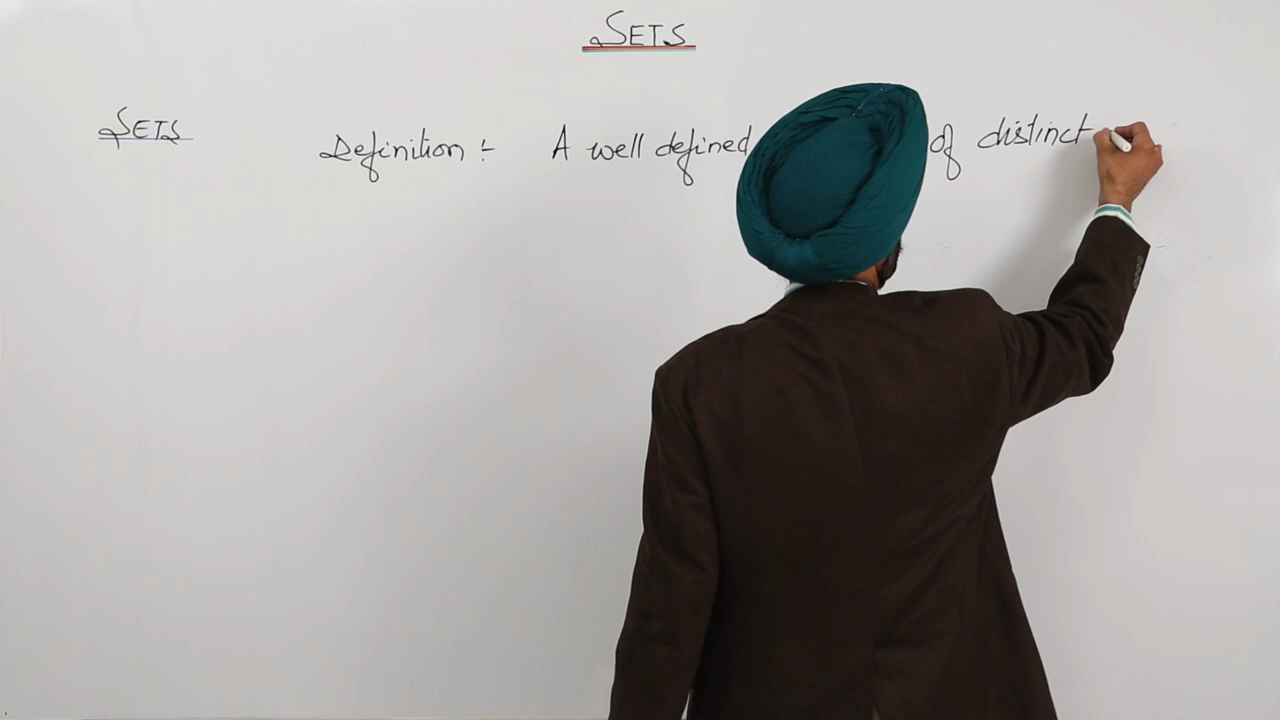 SETS
SETS Definition :- A well defined of distinct